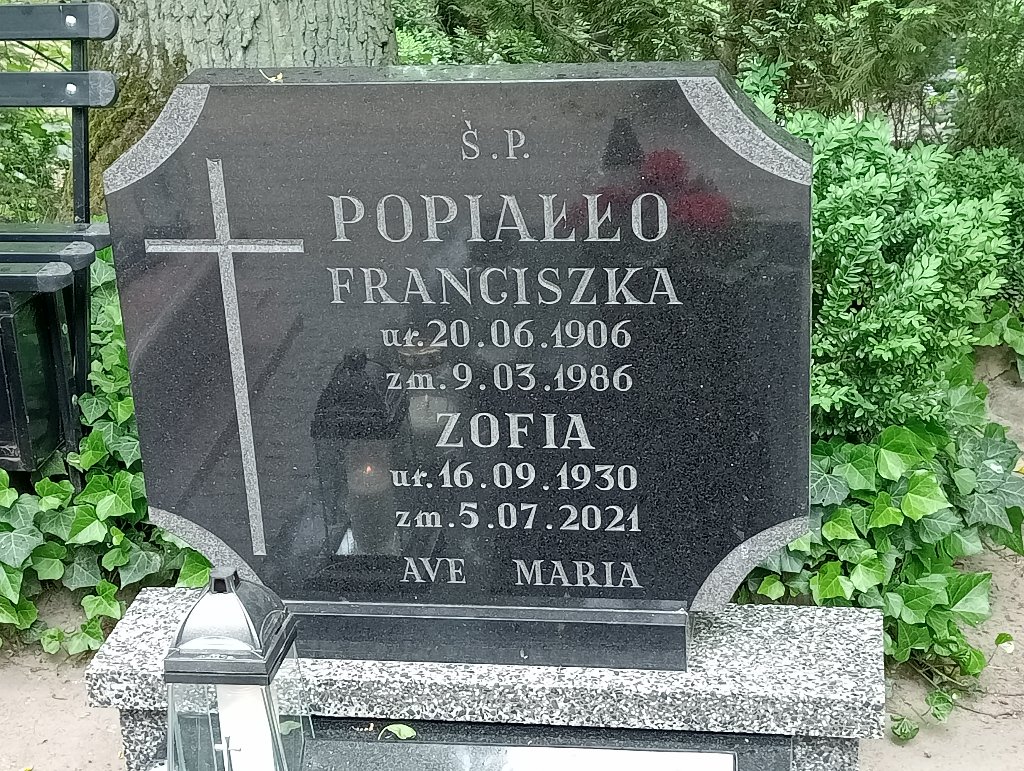 Ś.P.
POPIAŁŁO
FRANCISZKA
ur.20.06.1906
zm.9.03.1986
ZOFIA
ur.16.09.1930
zm.5.07.2021
AVE MARIA